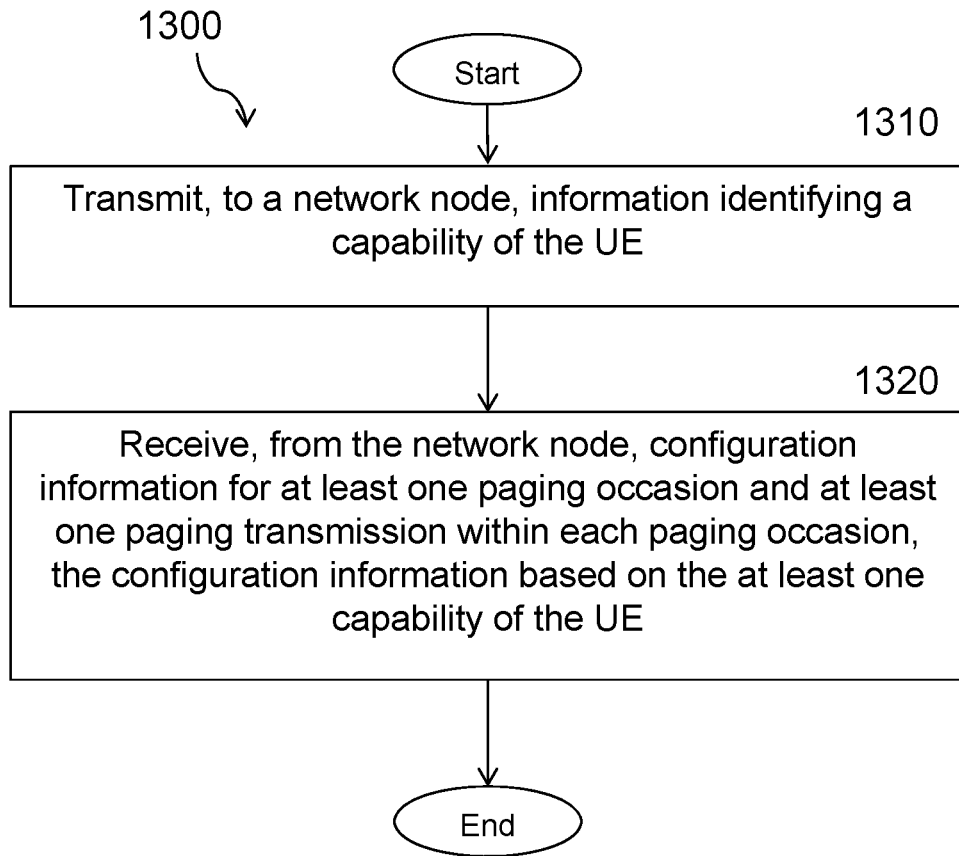 1300
Start
1310
Transmit, to a network node, information identifying a
capability of the UE
1320
Receive, from the network node, configuration
information for at least one paging occasion and at least
one paging transmission within each paging occasion,
the configuration information based on the at least one
capability of the UE
End